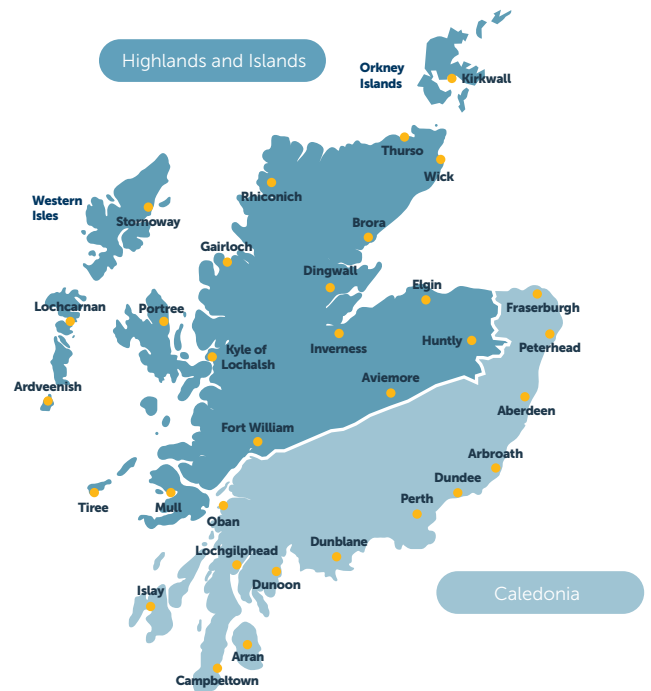 Highlands and Islands
Orkney
Islands
Kirkwall
Thurso
Wick
Rhiconich
Western
Isles
Stornoway
Brora
Gairloch
Dingwall
Elgin
Lochcarnan
Portree
Fraserburgh
Kyle of
Lochalsh
Inverness
Huntly
Peterhead
Aviemore
Ardveenish
Aberdeen
Fort William
Arbroath
Dundee
Perth
Tiree
Mull
Oban
Dunblane
Lochgilphead
Dunoon
Islay
Caledonia
Arran
Campbeltown